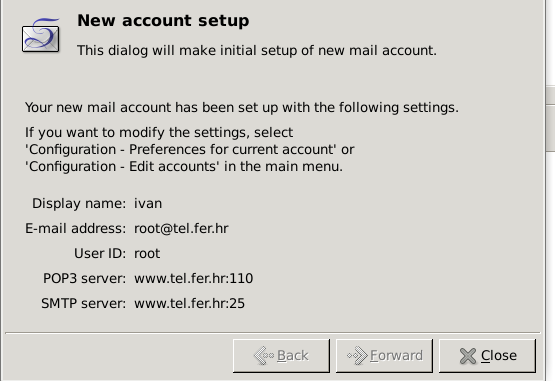 New account setup
This dialog will make initial setup of new mail account.
Your new mail account has been set up with the following settings.
If you want to modify the settings, select
'Configuration - Preferences for current account' or
'Configuration - Edit accounts' in the main menu.
Display name: ivan
E-mail address: root@tel.fer.hr
User ID: root
POP3 server: www.tel.fer.hr:110
SMTP server: www.tel.fer.hr:25
Back Forward Close